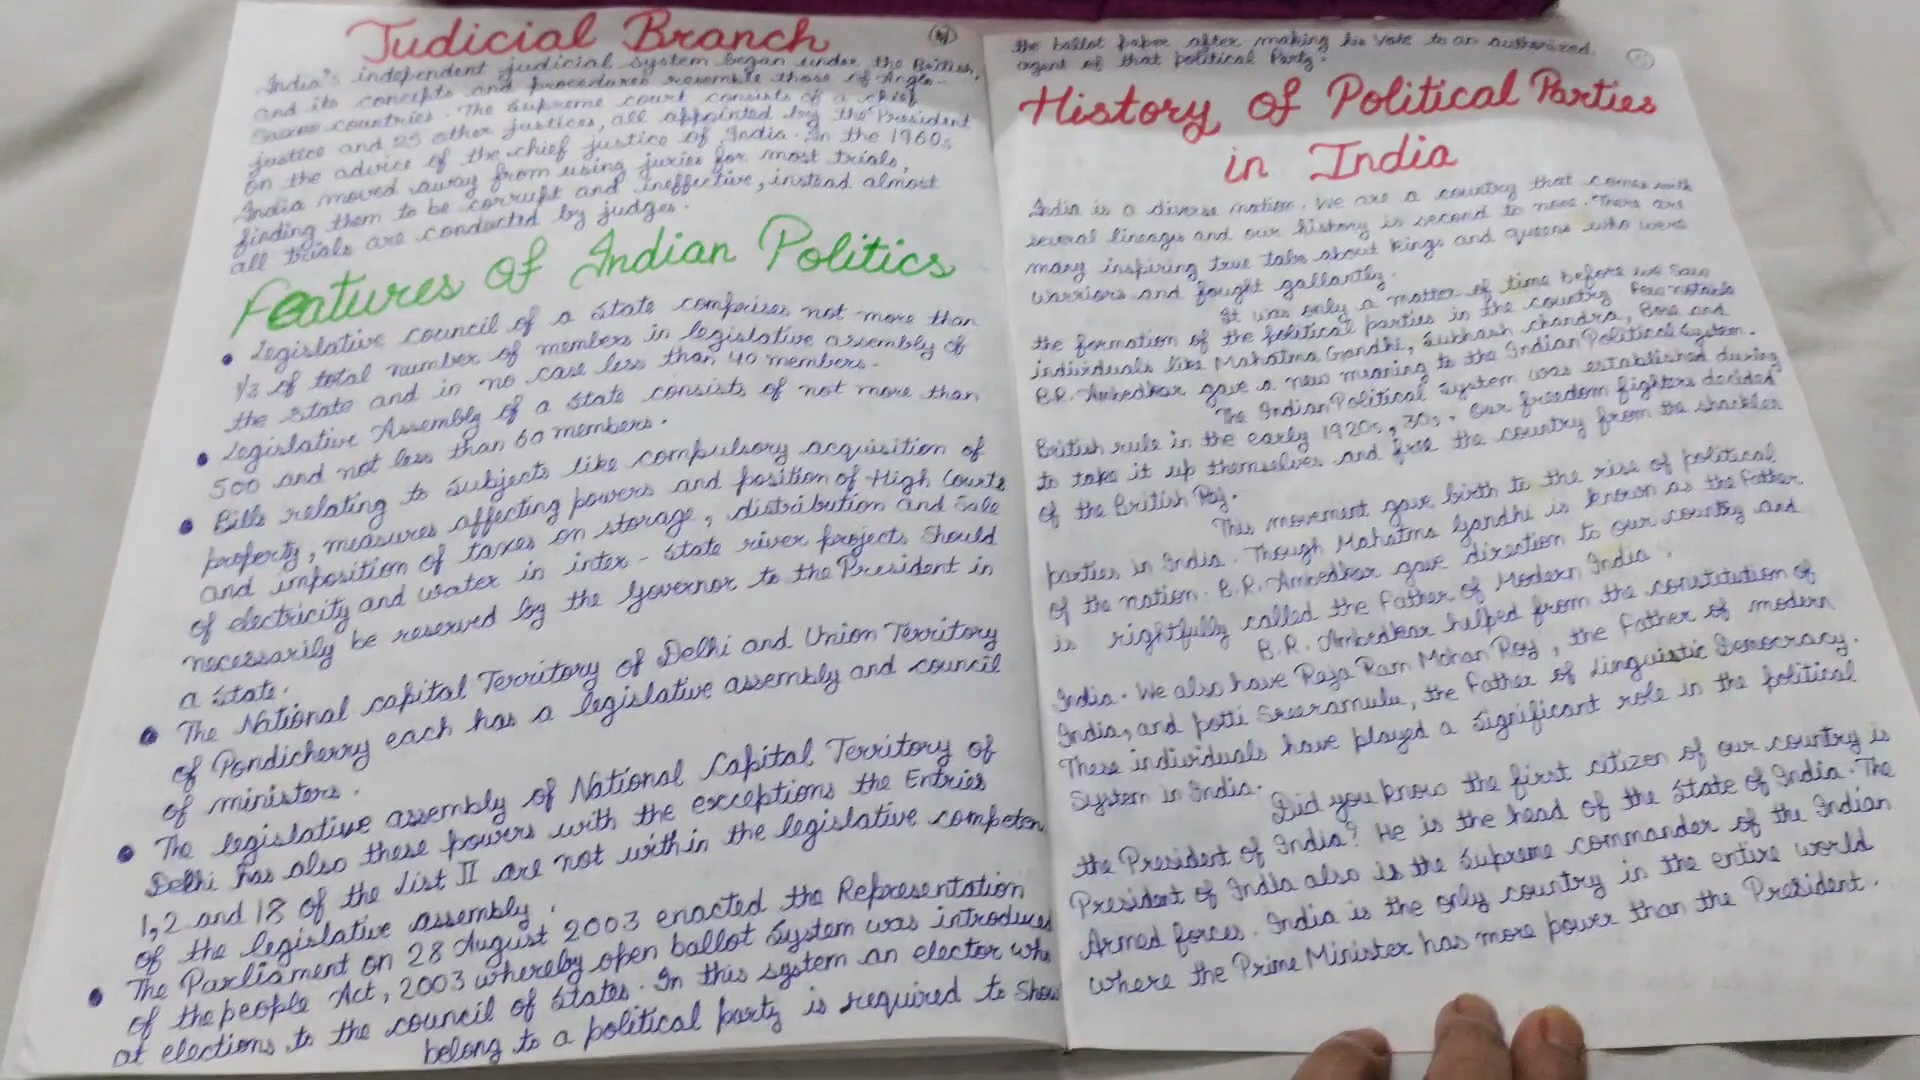 Judicial Branch
India's independent judicial system began under the British,
and its concepts and procedures resemble those of Anglo-
countries. The Supreme court consists of a chief
justice and 25 other justices, all appointed by the President
on the advice of the chief justice of India. In the 1960s
India moved away from using juries for most trials,
finding them to be corrupt and ineffective, instead almost
all trials are conducted by judges.
Features of Indian Politics
• Legislative council of a State comprises not more than
1/3 of total number of members in legislative assembly of
the state and in no case less than 40 members.
• Legislative Assembly of a State consists of not more than
500 and not less than 60 members.
• Bills relating to Subjects like compulsory acquisition of
property, measures affecting powers and position of High Courts
and imposition of taxes on storage, distribution and Sale
of electricity and water in inter-State river projects Should
necessarily be reserved by the Governor to the President in
a State.
• The National capital Territory of Delhi and Union Territory
of Pondicherry each has a legislative assembly and council
of ministers.
• The legislative assembly of National Capital Territory of
Delhi has also these powers with the exceptions the Entries
1,2 and 18 of the List II are not within the legislative competen
of the legislative assembly.
• The Parliament on 28 August 2003 enacted the Representation
of the people Act, 2003 whereby open ballot System was introduced
at elections to the council of States. In this system an elector who
belong to a political party is required to Show
the ballot paper after making his Vote to an authorized
agent of that political Party.
History of Political Parties
in India
India is a diverse nation. We are a country that comes with
several lineages and our history is second to none. There are
many inspiring true tales about kings and queens who were
warriors and fought gallantly.
It was only a matter of time before we saw
the formation of the political parties in the country Few notable
individuals like Mahatma Gandhi, Subhash chandra, Bose and
B.R. Ambedkar gave a new meaning to the Indian Political System.
The Indian Political System was established during
British rule in the early 1920s, 30s. Our freedom fighters decided
to take it up themselves and free the country from the shackles
of the British Raj.
This movement gave birth to the rise of political
parties in India. Though Mahatma Gandhi is known as the Father
of the nation. B.R. Ambedkar gave direction to our country and
is rightfully called the Father of Modern India.
B.R. Ambedkar helped from the constitution of
India. We also have Raja Ram Mohan Roy, the Father of modern
India, and potti Sreeramulu, the Father of Linguistic Democracy.
These individuals have played a significant role in the political
System in India.
Did you know the first citizen of our country is
the President of India? He is the head of the State of India. The
President of India also is the Supreme commander of the Indian
Armed forces. India is the only country in the entire world
where the Prime Minister has more power than the President.